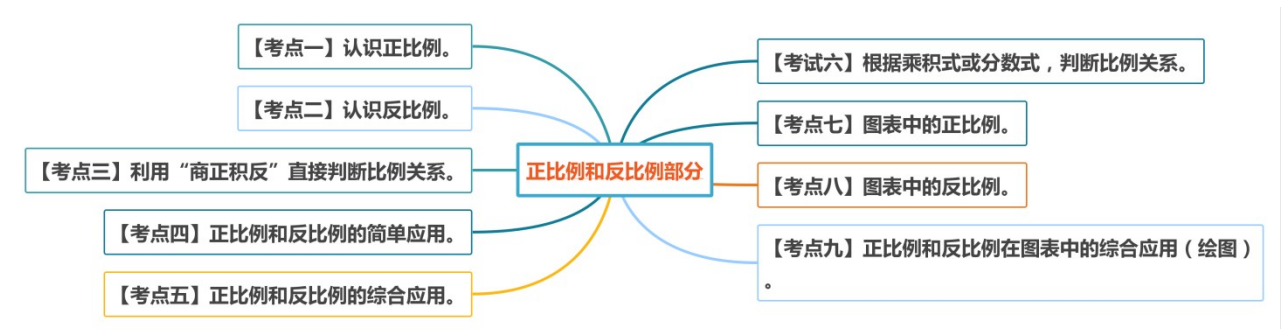 【考点一】认识正比例。
【考点二】认识反比例。
【考点三】利用“商正积反”直接判断比例关系。
【考点四】正比例和反比例的简单应用。
【考点五】正比例和反比例的综合应用。
正比例和反比例部分
【考试六】根据乘积式或分数式，判断比例关系。
【考点七】图表中的正比例。
【考点八】图表中的反比例。
【考点九】正比例和反比例在图表中的综合应用（绘图）
。